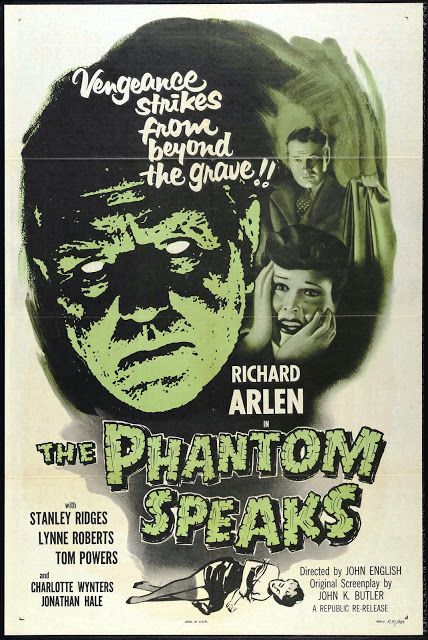 Vengeance
strikes
from
beyond
the grave!!
RICHARD
ARLEN
IN
THE PHANTOM
SPEAKS
with
STANLEY RIDGES
LYNNE ROBERTS
TOM POWERS
and
CHARLOTTE WYNTERS
JONATHAN HALE
Directed by JOHN ENGLISH
Original Screenplay by
JOHN K. BUTLER
A REPUBLIC RE-RELEASE